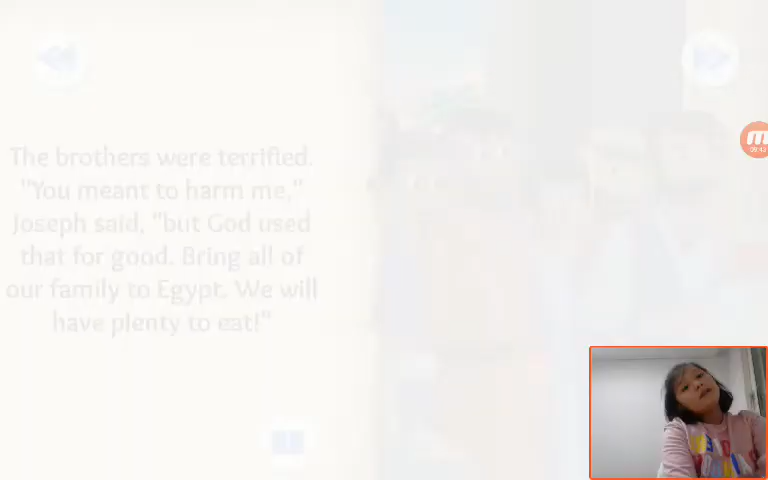 The brothers were terrified.
"You meant to harm me,"
Joseph said, "but God used
that for good. Bring all of
our family to Egypt. We will
have plenty to eat!"